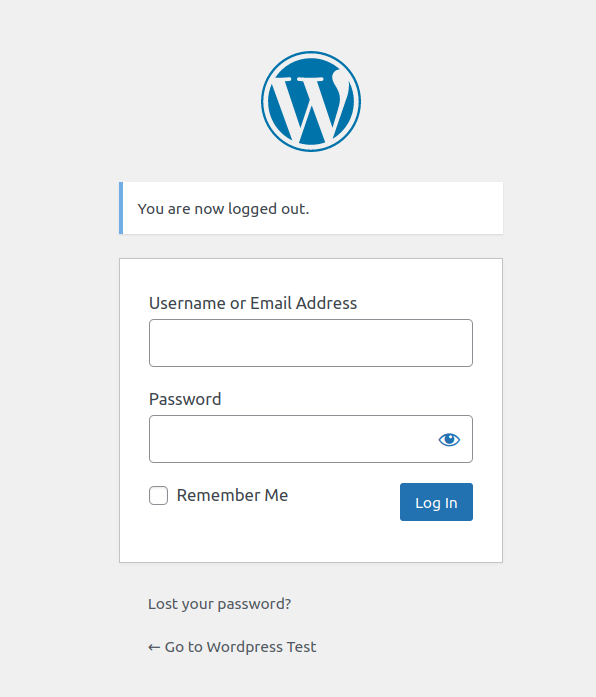 You are now logged out.
Username or Email Address
Password
Remember Me
Log In
Lost your password?
← Go to Wordpress Test